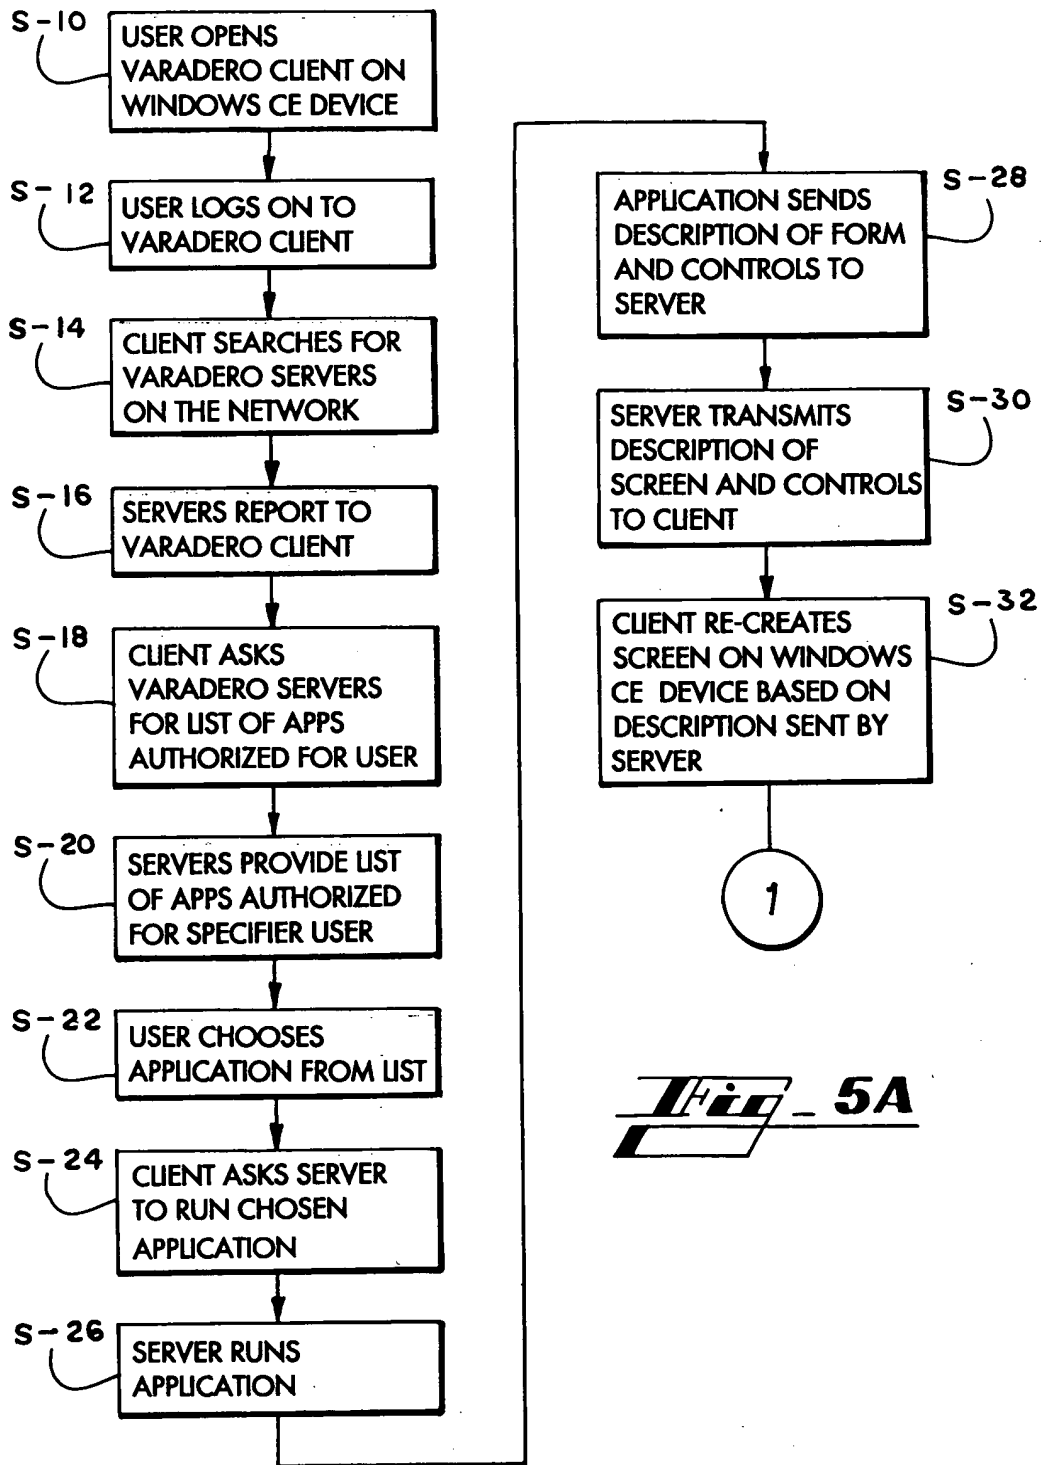 S-10
USER OPENS
VARADERO CLIENT ON
WINDOWS CE DEVICE
S-12
USER LOGS ON TO
VARADERO CLIENT
S-14
CLIENT SEARCHES FOR
VARADERO SERVERS
ON THE NETWORK
S-16
SERVERS REPORT TO
VARADERO CLIENT
S-18
CLIENT ASKS
VARADERO SERVERS
FOR LIST OF APPS
AUTHORIZED FOR USER
S-20
SERVERS PROVIDE LIST
OF APPS AUTHORIZED
FOR SPECIFIER USER
S-22
USER CHOOSES
APPLICATION FROM LIST
S-24
CLIENT ASKS SERVER
TO RUN CHOSEN
APPLICATION
S-26
SERVER RUNS
APPLICATION
S-28
APPLICATION SENDS
DESCRIPTION OF FORM
AND CONTROLS TO
SERVER
S-30
SERVER TRANSMITS
DESCRIPTION OF
SCREEN AND CONTROLS
TO CLIENT
S-32
CLIENT RE-CREATES
SCREEN ON WINDOWS
CE DEVICE BASED ON
DESCRIPTION SENT BY
SERVER
1
Fig_5A